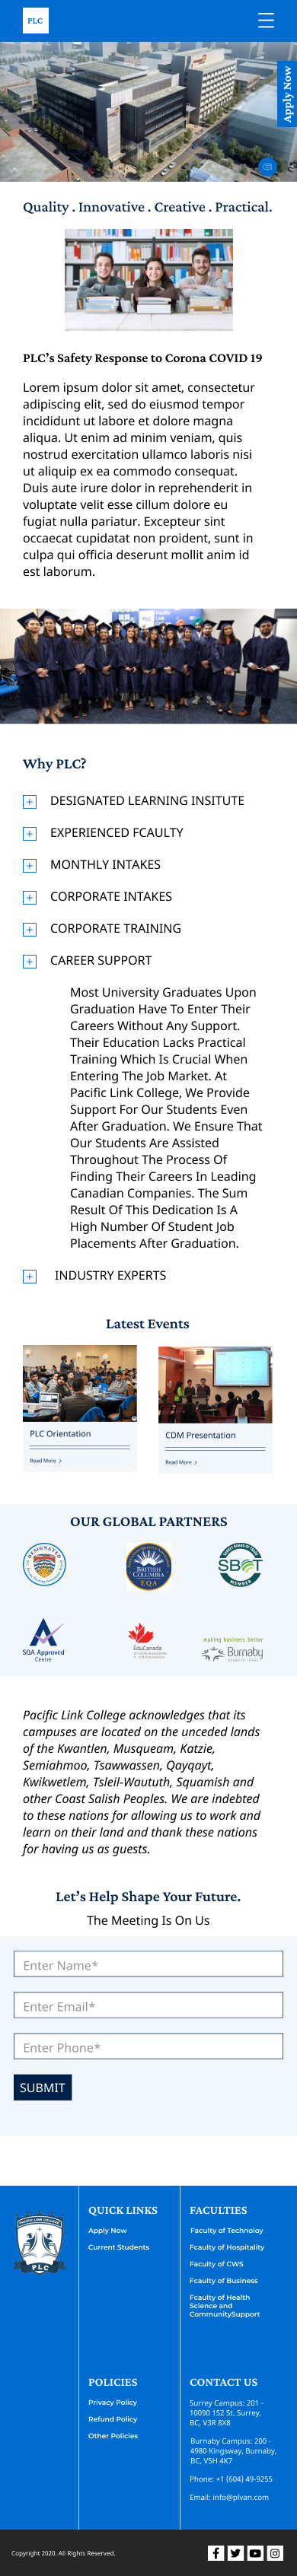 PLC
Apply Now
Quality . Innovative . Creative . Practical.
PLC's Safety Response to Corona COVID 19
Lorem ipsum dolor sit amet, consectetur
adipiscing elit, sed do eiusmod tempor
incididunt ut labore et dolore magna
aliqua. Ut enim ad minim veniam, quis
nostrud exercitation ullamco laboris nisi
ut aliquip ex ea commodo consequat.
Duis aute irure dolor in reprehenderit in
voluptate velit esse cillum dolore eu
fugiat nulla pariatur. Excepteur sint
occaecat cupidatat non proident, sunt in
culpa qui officia deserunt mollit anim id
est laborum.
PLC
Why PLC?
DESIGNATED LEARNING INSITUTE
EXPERIENCED FCAULTY
MONTHLY INTAKES
CORPORATE INTAKES
CORPORATE TRAINING
CAREER SUPPORT
Most University Graduates Upon
Graduation Have To Enter Their
Careers Without Any Support.
Their Education Lacks Practical
Training Which Is Crucial When
Entering The Job Market. At
Pacific Link College, We Provide
Support For Our Students Even
After Graduation. We Ensure That
Our Students Are Assisted
Throughout The Process Of
Finding Their Careers In Leading
Canadian Companies. The Sum
Result Of This Dedication Is A
High Number Of Student Job
Placements After Graduation.
INDUSTRY EXPERTS
Latest Events
PLC Orientation
Read More
CDM Presentation
Read More
OUR GLOBAL PARTNERS
DESIGNATED
BRITISH
COLUMBIA
EQA
SBOT
MEMBER
SQA Approved
Centre
EduCanada
making business better
Burnaby
BOARD OF TRADE
Pacific Link College acknowledges that its
campuses are located on the unceded lands
of the Kwantlen, Musqueam, Katzie,
Semiahmoo, Tsawwassen, Qayqayt,
Kwikwetlem, Tsleil-Waututh, Squamish and
other Coast Salish Peoples. We are indebted
to these nations for allowing us to work and
learn on their land and thank these nations
for having us as guests.
Let's Help Shape Your Future.
The Meeting Is On Us
Enter Name*
Enter Email*
Enter Phone*
SUBMIT
PACIFIC LINK COLLEGE
PLC
QUICK LINKS
Apply Now
Current Students
FACULTIES
Faculty of Technoloy
Fcaulty of Hospitality
Faculty of CWS
Fcaulty of Business
Fcaulty of Health
Science and
CommunitySupport
POLICIES
Privacy Policy
Refund Policy
Other Policies
CONTACT US
Surrey Campus: 201 -
10090 152 St. Surrey,
BC, V3R 8X8
Burnaby Campus: 200 -
4980 Kingsway, Burnaby,
BC, V5H 4K7
Phone: +1 (604) 49-9255
Email: info@plvan.com
Copyright 2020. All Rights Reserved.